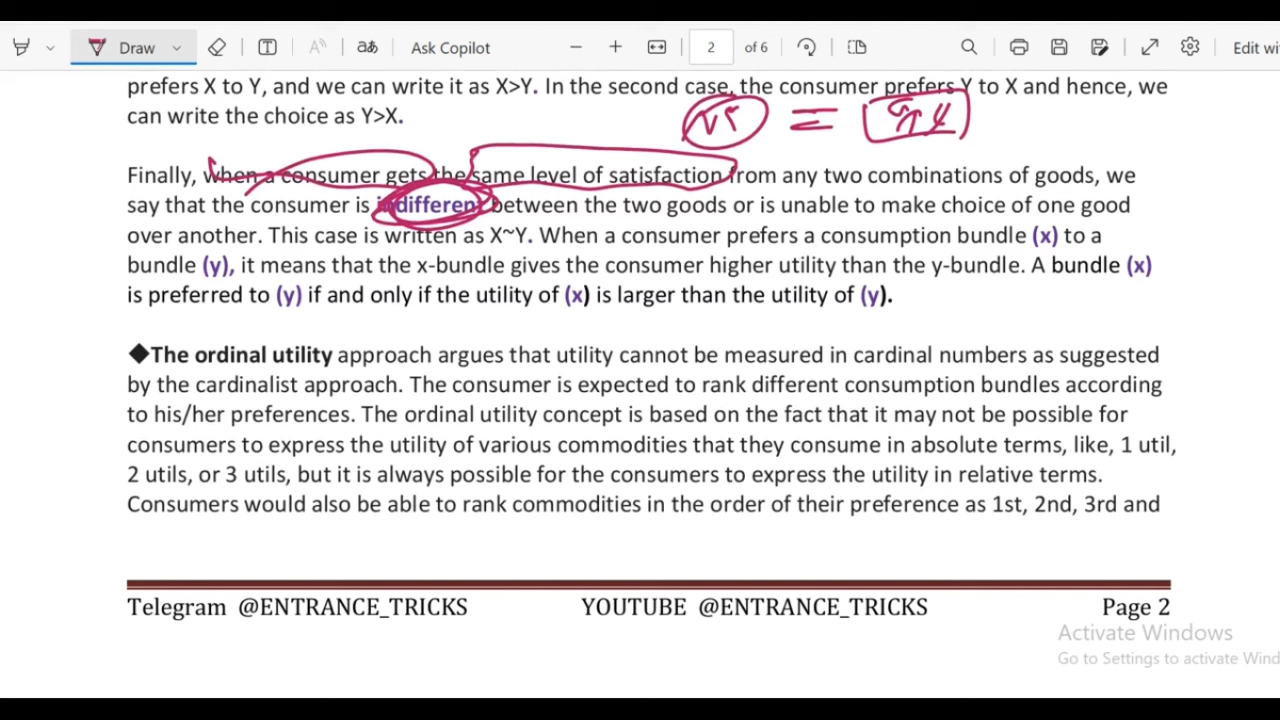 Draw
Ask Copilot
2 of 6
Edit wi
prefers X to Y, and we can write it as X>Y. In the second case, the consumer prefers Y to X and hence, we
can write the choice as Y>X.
=
Finally, when a consumer gets the same level of satisfaction from any two combinations of goods, we
say that the consumer is indifferent between the two goods or is unable to make choice of one good
over another. This case is written as X~Y. When a consumer prefers a consumption bundle (x) to a
bundle (y), it means that the x-bundle gives the consumer higher utility than the y-bundle. A bundle (x)
is preferred to (y) if and only if the utility of (x) is larger than the utility of (y).
◆The ordinal utility approach argues that utility cannot be measured in cardinal numbers as suggested
by the cardinalist approach. The consumer is expected to rank different consumption bundles according
to his/her preferences. The ordinal utility concept is based on the fact that it may not be possible for
consumers to express the utility of various commodities that they consume in absolute terms, like, 1 util,
2 utils, or 3 utils, but it is always possible for the consumers to express the utility in relative terms.
Consumers would also be able to rank commodities in the order of their preference as 1st, 2nd, 3rd and
Telegram @ENTRANCE_TRICKS YOUTUBE @ENTRANCE_TRICKS Page 2
Activate Windows
Go to Settings to activate Wind